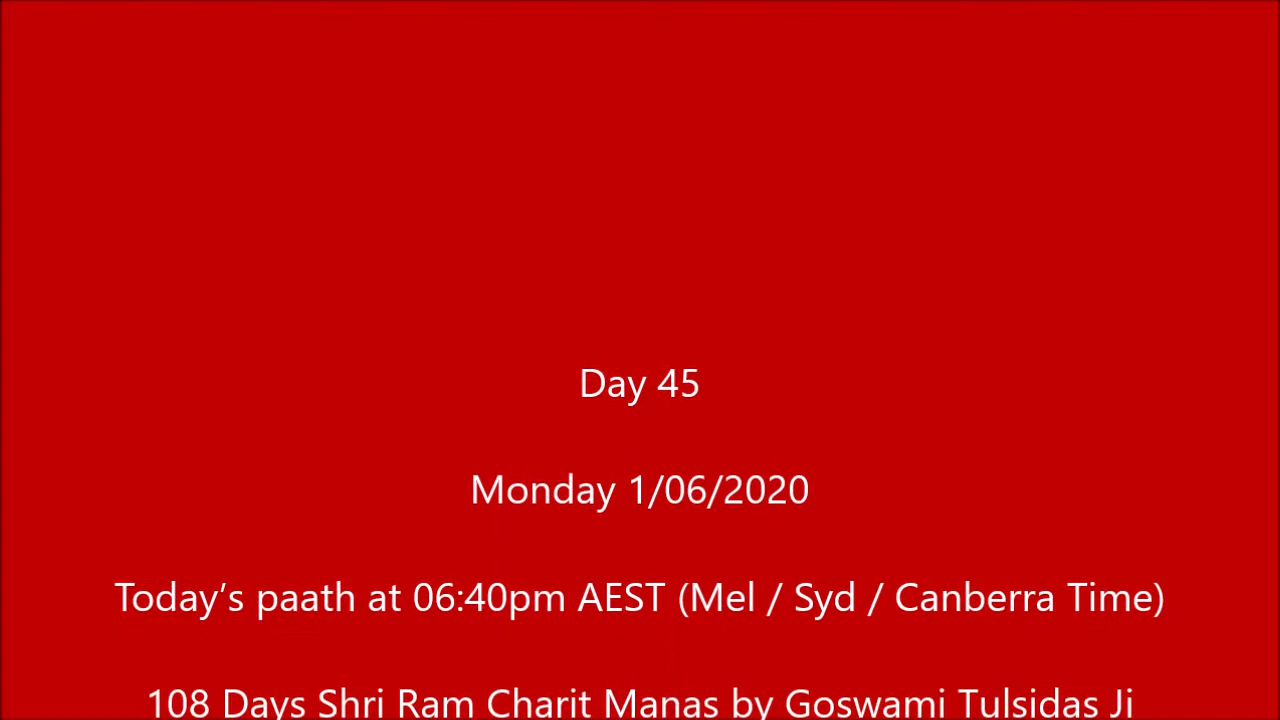 Day 45
Monday 1/06/2020
Today’s paath at 06:40pm AEST (Mel / Syd / Canberra Time)
108 Days Shri Ram Charit Manas by Goswami Tulsidas Ji